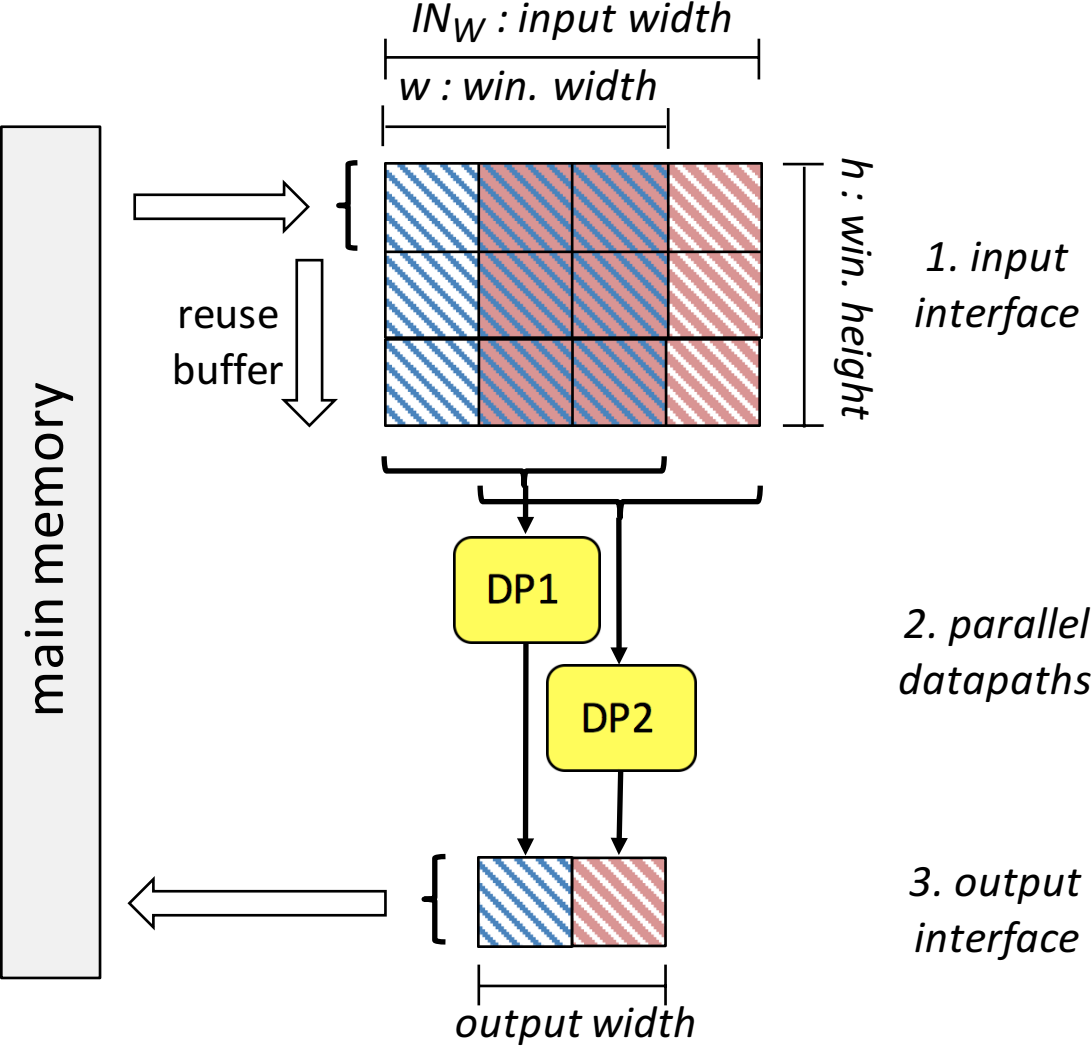 IN_W : input width
w : win. width
h : win. height
1. input
interface
reuse
buffer
main memory
DP1
2. parallel
datapaths
DP2
3. output
interface
output width